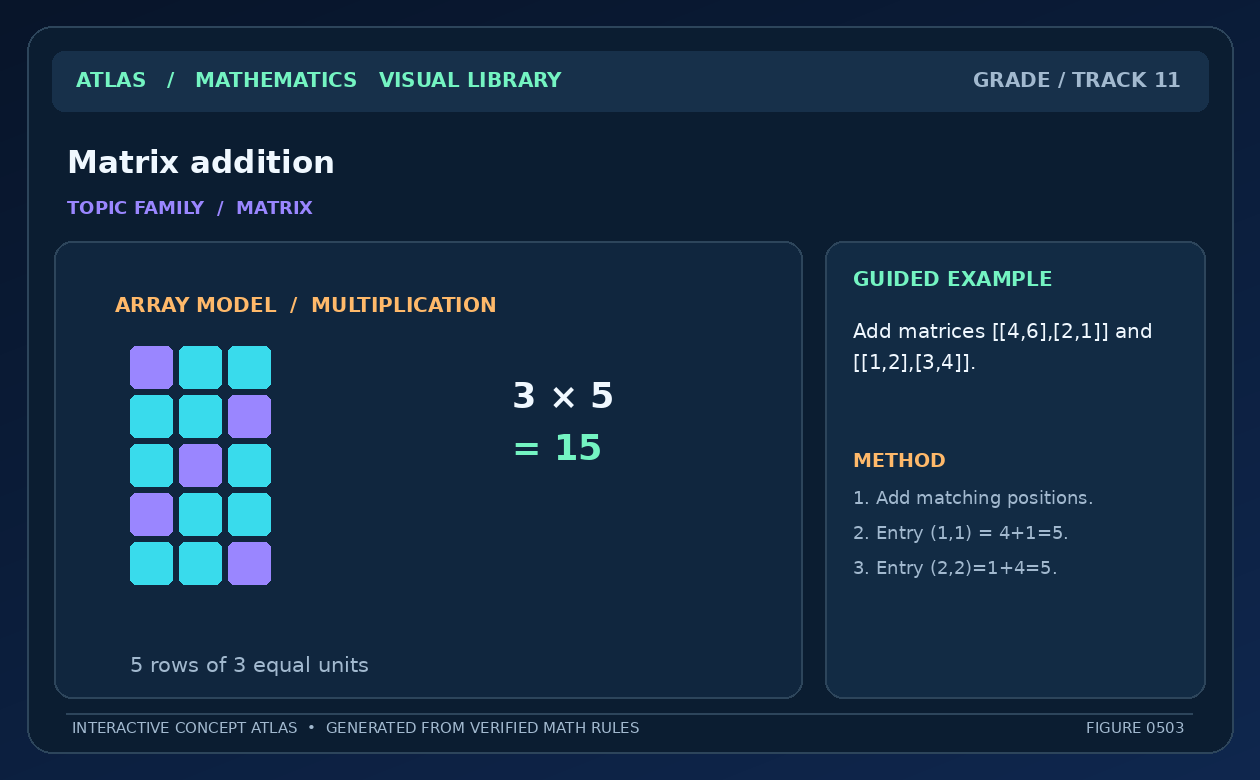 ATLAS / MATHEMATICS VISUAL LIBRARY
GRADE / TRACK 11
Matrix addition
TOPIC FAMILY / MATRIX
ARRAY MODEL / MULTIPLICATION
3 × 5
= 15
5 rows of 3 equal units
GUIDED EXAMPLE
Add matrices [[4,6],[2,1]] and
[[1,2],[3,4]].
METHOD
1. Add matching positions.
2. Entry (1,1) = 4+1=5.
3. Entry (2,2)=1+4=5.
INTERACTIVE CONCEPT ATLAS • GENERATED FROM VERIFIED MATH RULES
FIGURE 0503